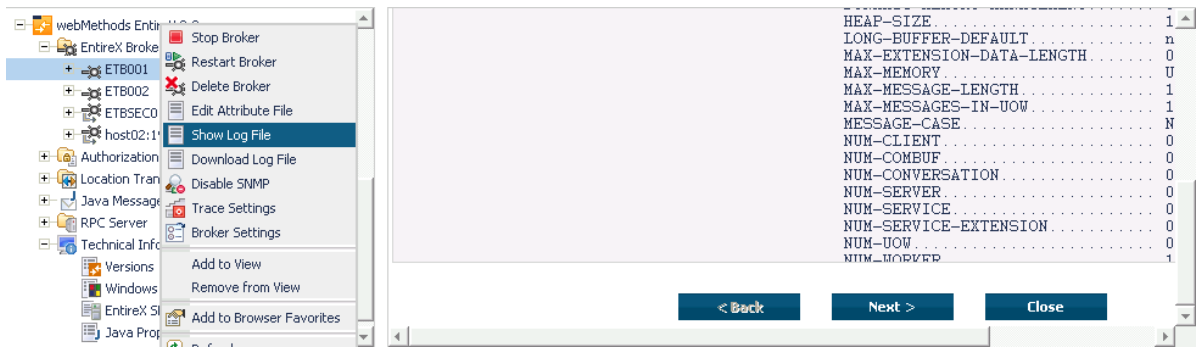 webMethods Entire
EntireX Broke
ETB001
ETB002
ETBSEC0
host02:1
Authorization
Location Tran
Java Message
RPC Server
Technical Info
Versions
Windows
EntireX S
Java Prop
Stop Broker
Restart Broker
Delete Broker
Edit Attribute File
Show Log File
Download Log File
Disable SNMP
Trace Settings
Broker Settings
Add to View
Remove from View
Add to Browser Favorites
HEAP-SIZE............................ 1
LONG-BUFFER-DEFAULT.................. n
MAX-EXTENSION-DATA-LENGTH............ 0
MAX-MEMORY........................... U
MAX-MESSAGE-LENGTH................... 1
MAX-MESSAGES-IN-UOW.................. 1
MESSAGE-CASE......................... N
NUM-CLIENT........................... 0
NUM-COMBUF........................... 0
NUM-CONVERSATION..................... 0
NUM-SERVER........................... 0
NUM-SERVICE.......................... 0
NUM-SERVICE-EXTENSION................ 0
NUM-UOW.............................. 0
NUM-WORKER........................... 1
< Back
Next >
Close